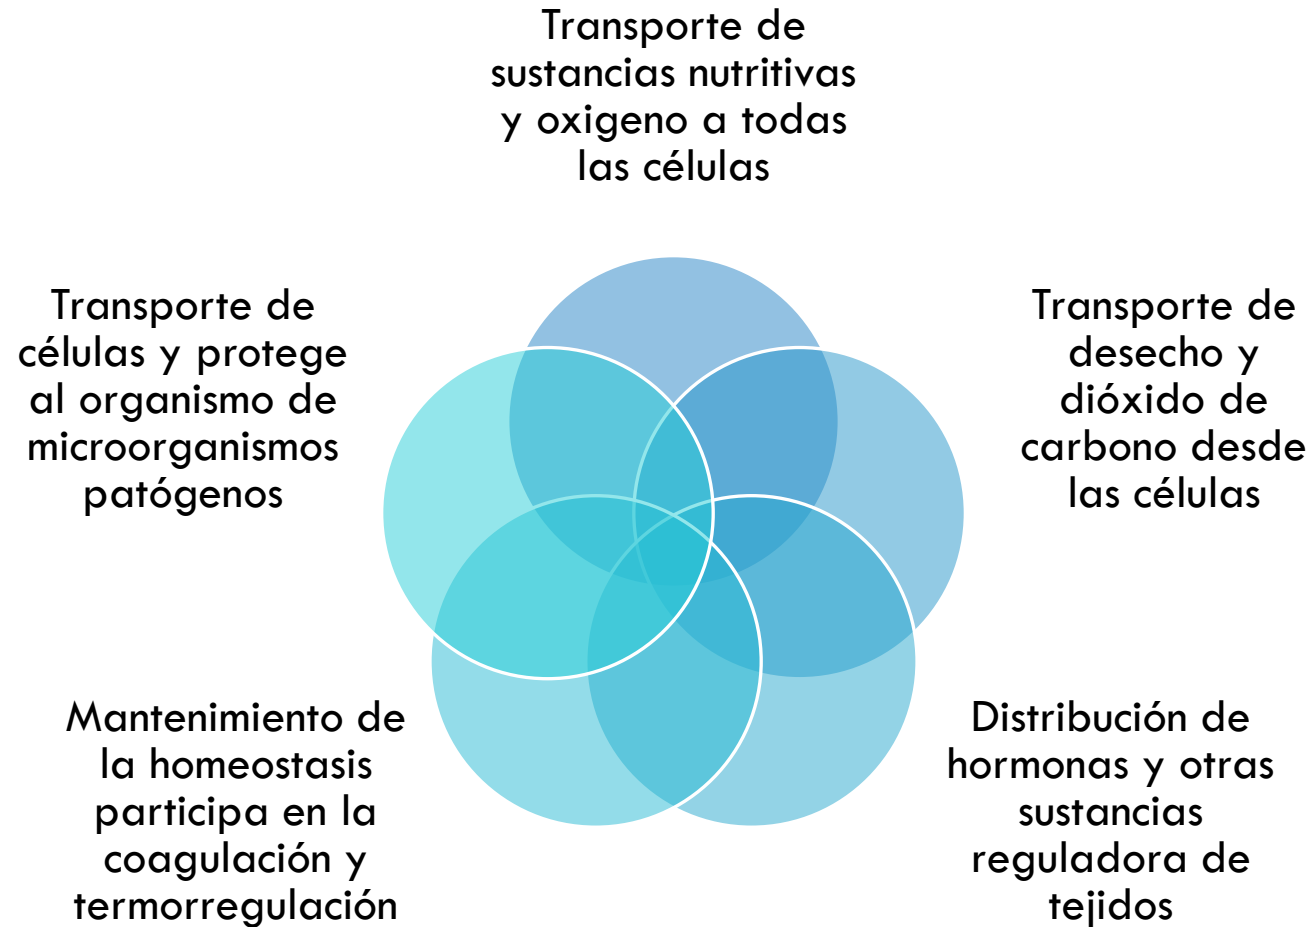 Transporte de
sustancias nutritivas
y oxigeno a todas
las células
Transporte de
desecho y
dióxido de
carbono desde
las células
Distribución de
hormonas y otras
sustancias
reguladora de
tejidos
Mantenimiento de
la homeostasis
participa en la
coagulación y
termorregulación
Transporte de
células y protege
al organismo de
microorganismos
patógenos